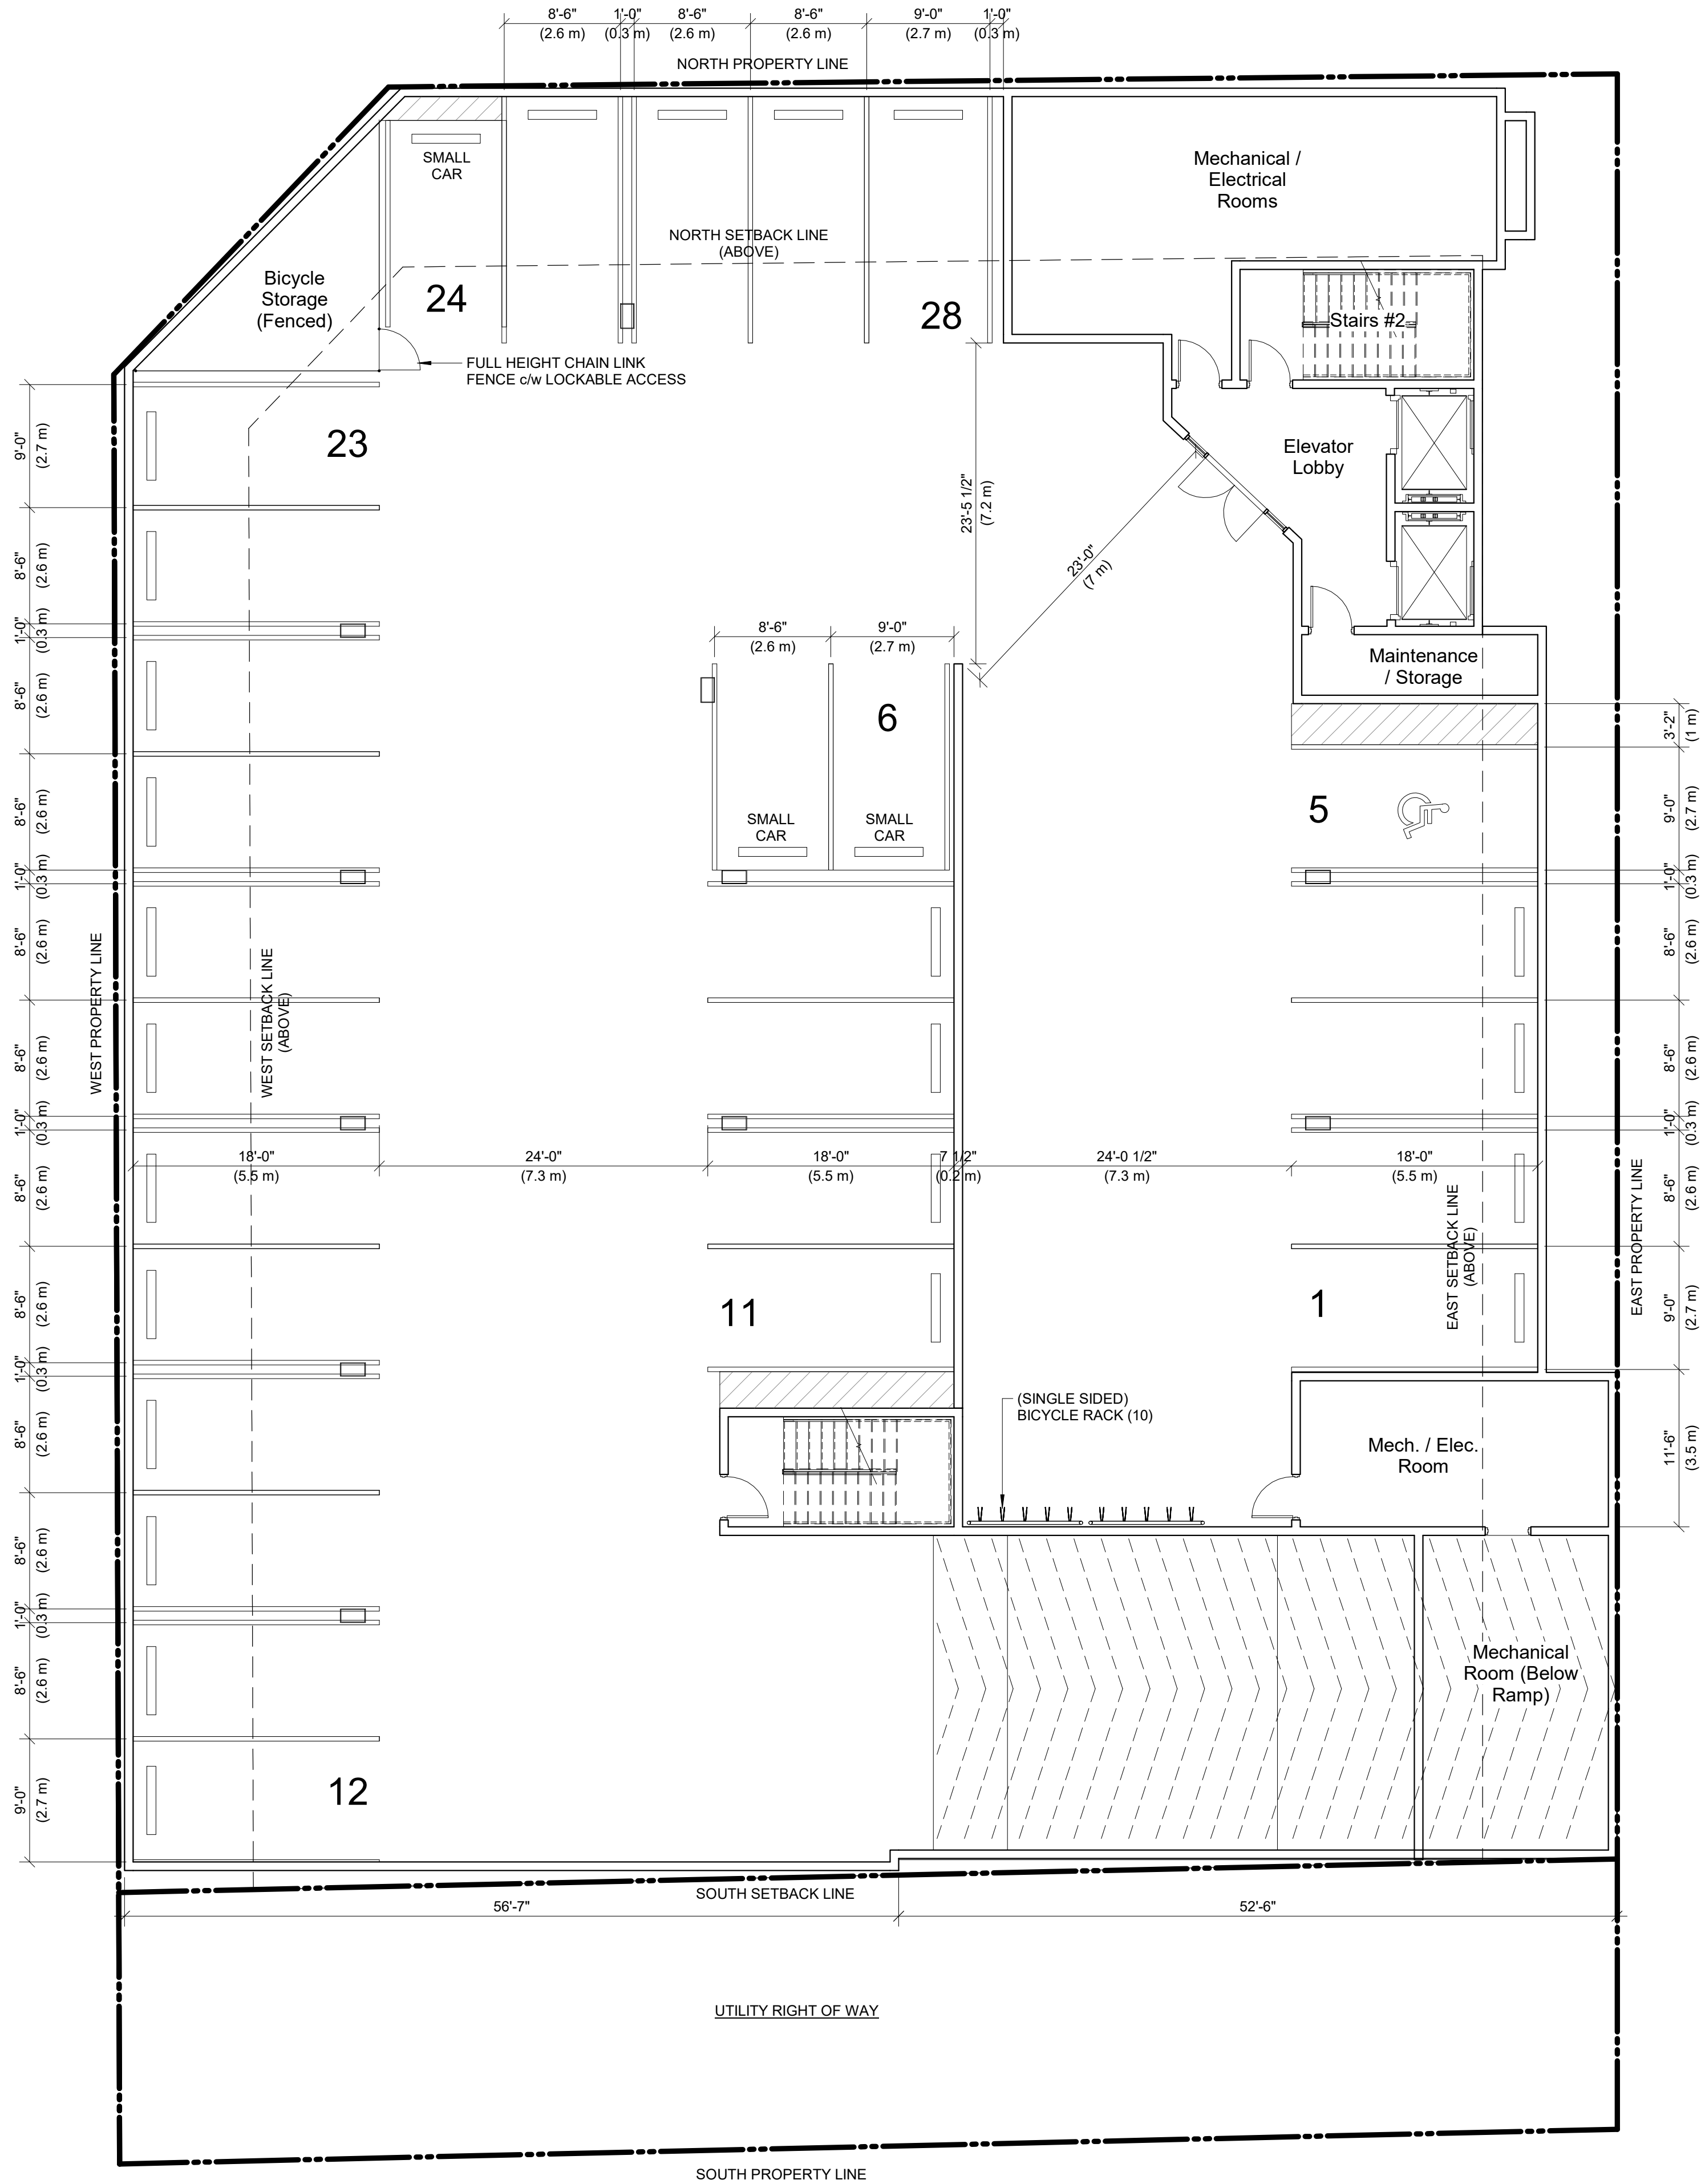 8'-6"
(2.6 m)
1'-0"
(0.3 m)
8'-6"
(2.6 m)
8'-6"
(2.6 m)
9'-0"
(2.7 m)
1'-0"
(0.3 m)
NORTH PROPERTY LINE
SMALL
CAR
Mechanical /
Electrical
Rooms
NORTH SETBACK LINE
(ABOVE)
Bicycle
Storage
(Fenced)
24
28
Stairs #2
FULL HEIGHT CHAIN LINK
FENCE c/w LOCKABLE ACCESS
23
Elevator
Lobby
23'-5 1/2"
(7.2 m)
23'-0"
(7 m)
8'-6"
(2.6 m)
9'-0"
(2.7 m)
Maintenance
/ Storage
6
SMALL
CAR
SMALL
CAR
5
9'-0"
(2.7 m)
8'-6"
(2.6 m)
1'-0"
(0.3 m)
8'-6"
(2.6 m)
8'-6"
(2.6 m)
1'-0"
(0.3 m)
8'-6"
(2.6 m)
8'-6"
(2.6 m)
1'-0"
(0.3 m)
8'-6"
(2.6 m)
8'-6"
(2.6 m)
1'-0"
(0.3 m)
8'-6"
(2.6 m)
8'-6"
(2.6 m)
1'-0"
(0.3 m)
8'-6"
(2.6 m)
9'-0"
(2.7 m)
WEST PROPERTY LINE
WEST SETBACK LINE
(ABOVE)
3'-2"
(1 m)
9'-0"
(2.7 m)
1'-0"
(0.3 m)
8'-6"
(2.6 m)
8'-6"
(2.6 m)
1'-0"
(0.3 m)
8'-6"
(2.6 m)
9'-0"
(2.7 m)
11'-6"
(3.5 m)
18'-0"
(5.5 m)
24'-0"
(7.3 m)
18'-0"
(5.5 m)
7 1/2"
(0.2 m)
24'-0 1/2"
(7.3 m)
18'-0"
(5.5 m)
EAST SETBACK LINE
(ABOVE)
EAST PROPERTY LINE
11
1
(SINGLE SIDED)
BICYCLE RACK (10)
Mech. / Elec.
Room
Mechanical
Room (Below
Ramp)
12
SOUTH SETBACK LINE
56'-7"
52'-6"
UTILITY RIGHT OF WAY
SOUTH PROPERTY LINE